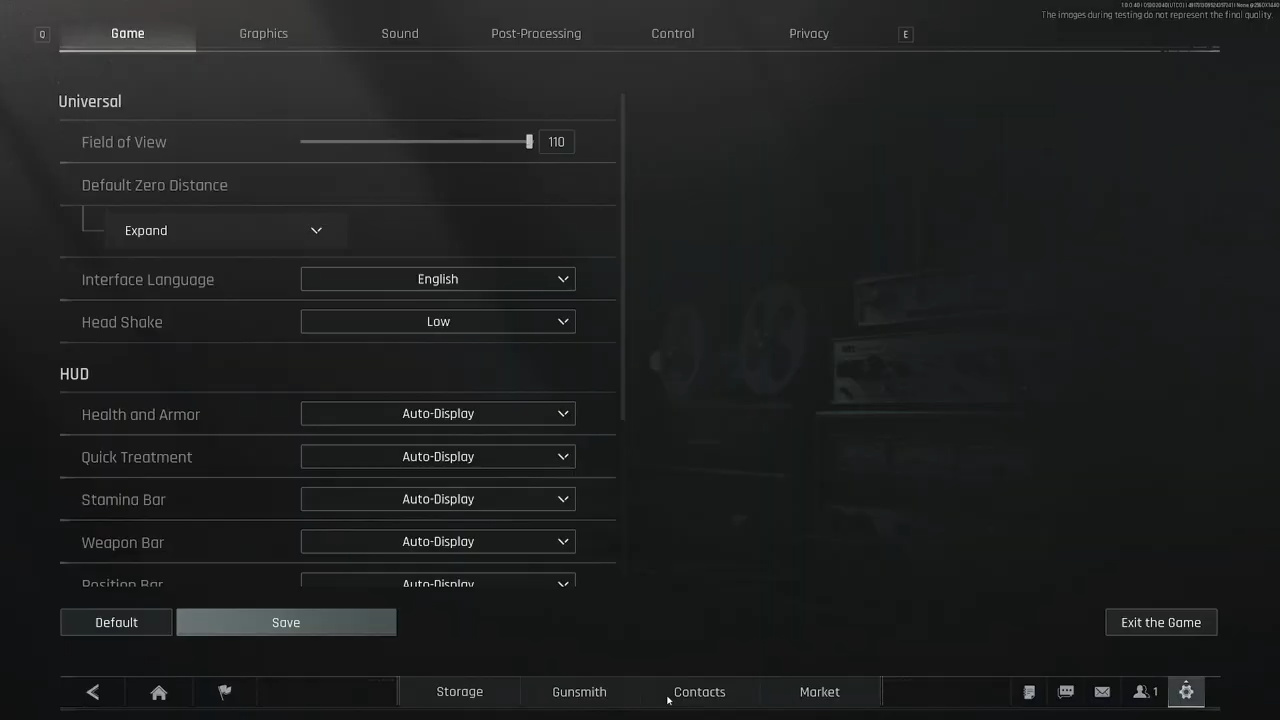 The images during testing do not represent the final quality.
Q Game Graphics Sound Post-Processing Control Privacy E
Universal
Field of View 110
Default Zero Distance
Expand
Interface Language English
Head Shake Low
HUD
Health and Armor Auto-Display
Quick Treatment Auto-Display
Stamina Bar Auto-Display
Weapon Bar Auto-Display
Position Bar Auto-Display
Default Save Exit the Game
Storage Gunsmith Contacts Market 1